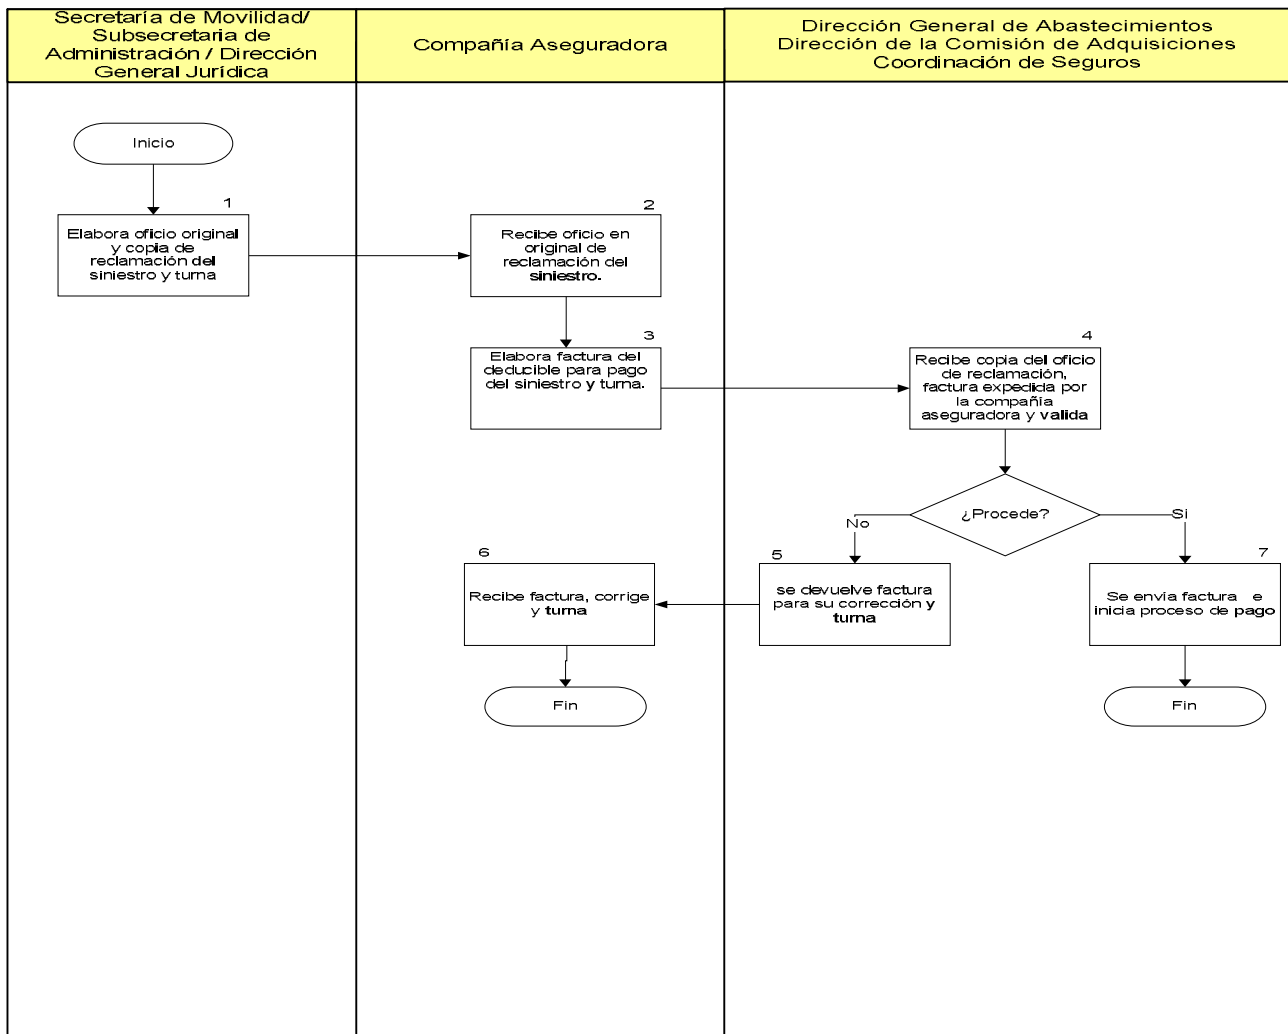 Secretaría de Movilidad/
Subsecretaria de
Administración / Dirección
General Jurídica
Compañía Aseguradora
Dirección General de Abastecimientos
Dirección de la Comisión de Adquisiciones
Coordinación de Seguros
Inicio
1
Elabora oficio original
y copia de
reclamación del
siniestro y turna
2
Recibe oficio en
original de
reclamación del
siniestro.
3
Elabora factura del
deducible para pago
del siniestro y turna.
4
Recibe copia del oficio
de reclamación,
factura expedida por
la compañía
aseguradora y valida
¿Procede?
No
Si
5
se devuelve factura
para su corrección y
turna
6
Recibe factura, corrige
y turna
Fin
7
Se envía factura e
inicia proceso de pago
Fin